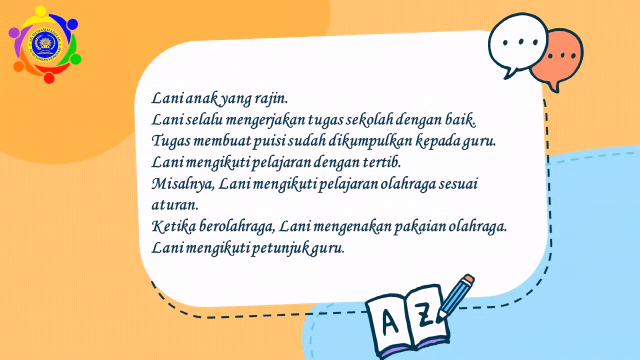 Lani anak yang rajin.
Lani selalu mengerjakan tugas sekolah dengan baik.
Tugas membuat puisi sudah dikumpulkan kepada guru.
Lani mengikuti pelajaran dengan tertib.
Misalnya, Lani mengikuti pelajaran olahraga sesuai
aturan.
Ketika berolahraga, Lani mengenakan pakaian olahraga.
Lani mengikuti petunjuk guru.
A Z